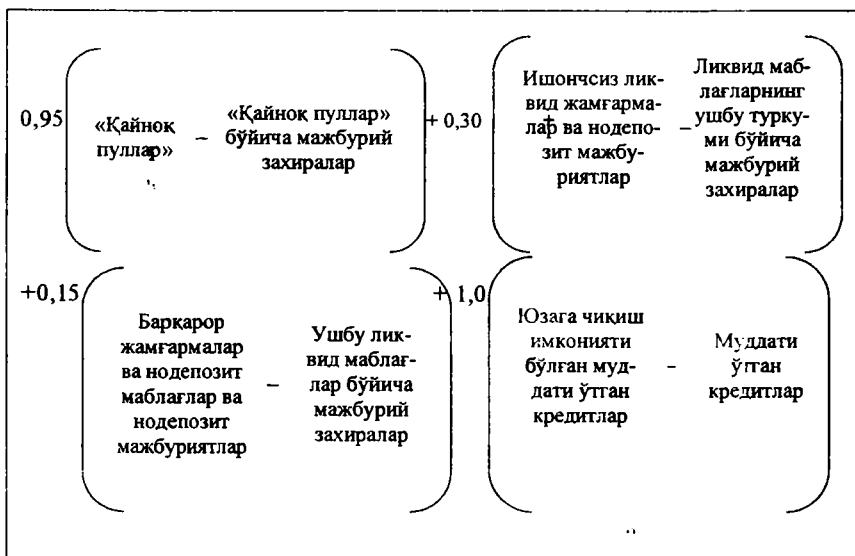 0,95
«Қайноқ
пуллар»
–
«Қайноқ пуллар»
бўйича мажбурий
захиралар
+ 0,30
Ишончсиз лик-
вид жамғарма-
лар ва нодепо-
зит мажбу-
риятлар
–
Ликвид маб-
лағларнинг
ушбу турку-
ми бўйича
мажбурий
захиралар
+0,15
Барқарор
жамғармалар
ва нодепозит
маблағлар ва
нодепозит
мажбуриятлар
–
Ушбу лик-
вид маблағ-
лар бўйича
мажбурий
захиралар
+ 1,0
Юзага чиқиш
имконияти
бўлган муд-
дати ўтган
кредитлар
–
Муддати
ўтган
кредитлар